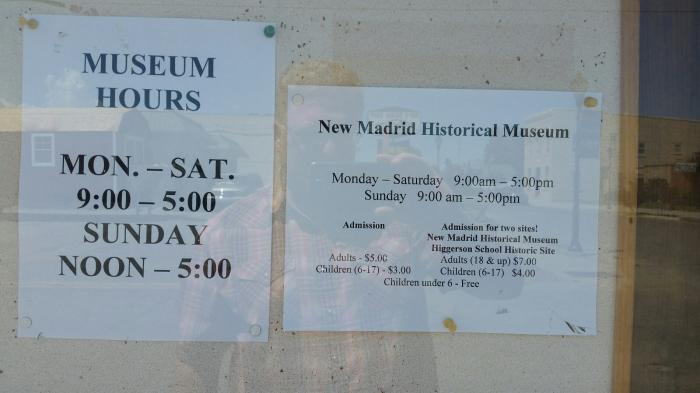 MUSEUM
HOURS
MON. – SAT.
9:00 – 5:00
SUNDAY
NOON – 5:00
New Madrid Historical Museum
Monday – Saturday 9:00am – 5:00pm
Sunday 9:00 am – 5:00pm
Admission
Adults - $5.00
Children (6-17) - $3.00
Admission for two sites!
New Madrid Historical Museum
Higgerson School Historic Site
Adults (18 & up) $7.00
Children (6-17) $4.00
Children under 6 - Free